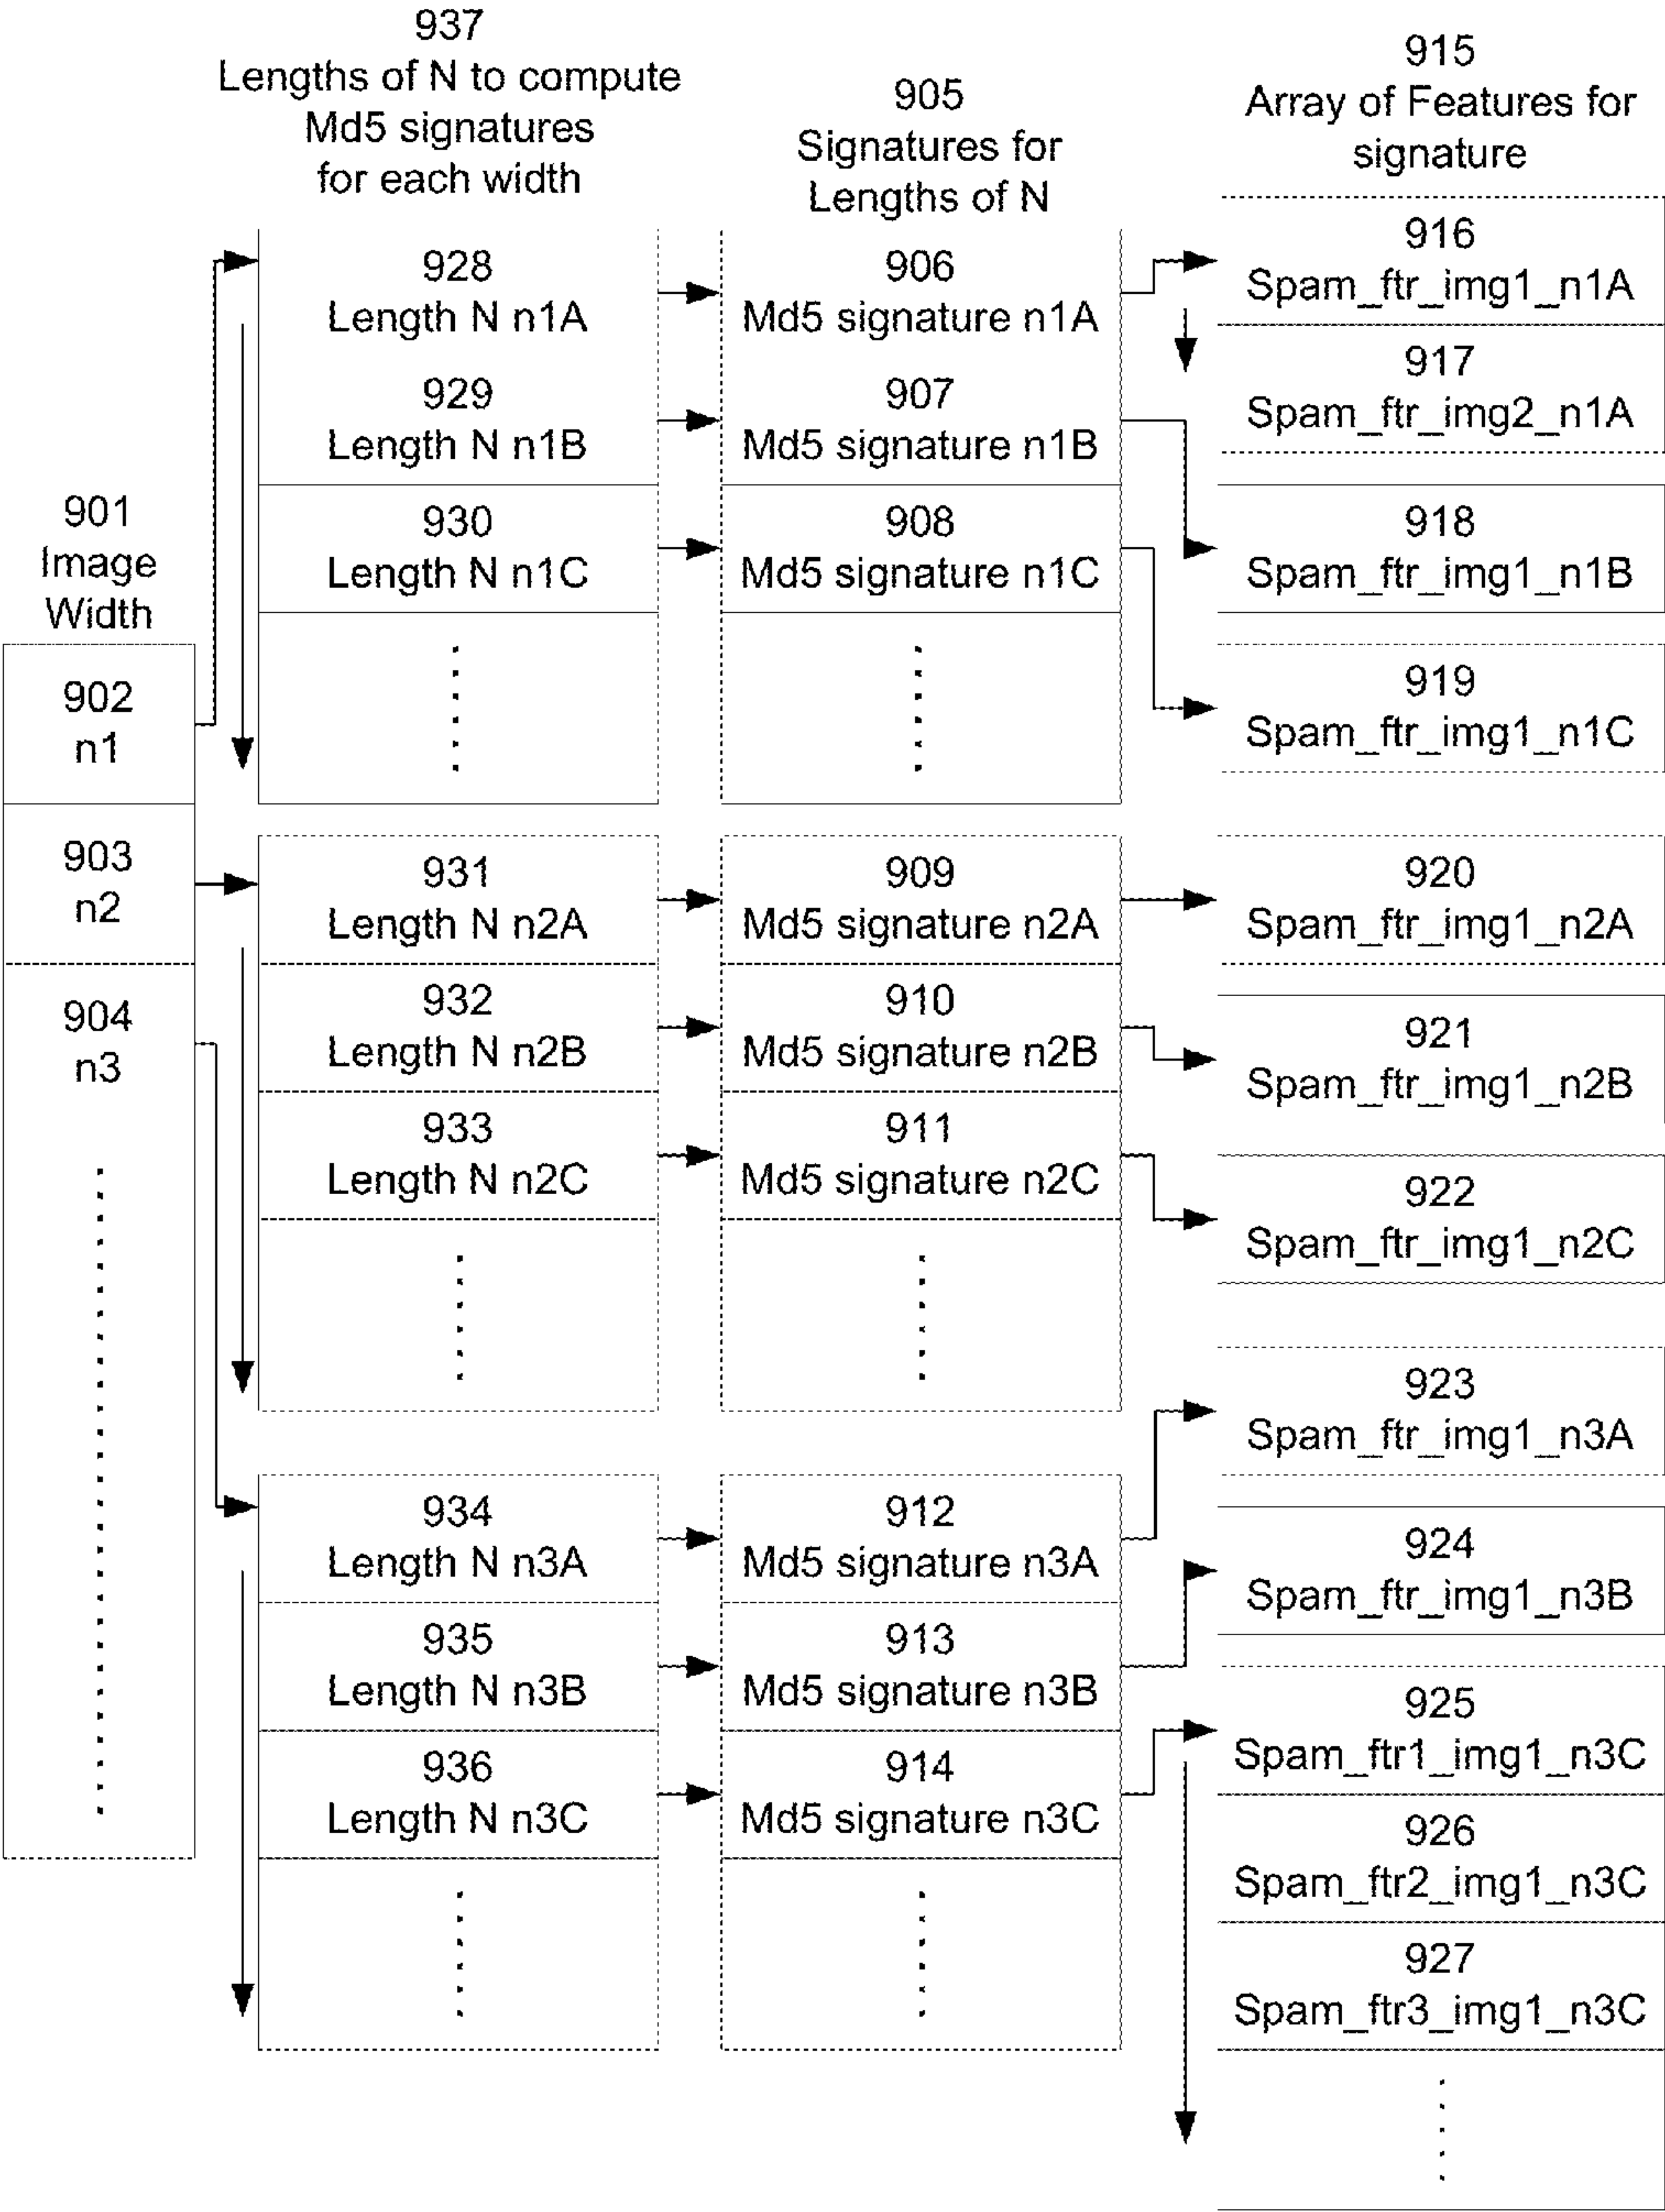 937
Lengths of N to compute
Md5 signatures
for each width
905
Signatures for
Lengths of N
915
Array of Features for
signature
901
Image
Width
902
n1
903
n2
904
n3
928
Length N n1A
929
Length N n1B
930
Length N n1C
931
Length N n2A
932
Length N n2B
933
Length N n2C
934
Length N n3A
935
Length N n3B
936
Length N n3C
906
Md5 signature n1A
907
Md5 signature n1B
908
Md5 signature n1C
909
Md5 signature n2A
910
Md5 signature n2B
911
Md5 signature n2C
912
Md5 signature n3A
913
Md5 signature n3B
914
Md5 signature n3C
916
Spam_ftr_img1_n1A
917
Spam_ftr_img2_n1A
918
Spam_ftr_img1_n1B
919
Spam_ftr_img1_n1C
920
Spam_ftr_img1_n2A
921
Spam_ftr_img1_n2B
922
Spam_ftr_img1_n2C
923
Spam_ftr_img1_n3A
924
Spam_ftr_img1_n3B
925
Spam_ftr1_img1_n3C
926
Spam_ftr2_img1_n3C
927
Spam_ftr3_img1_n3C